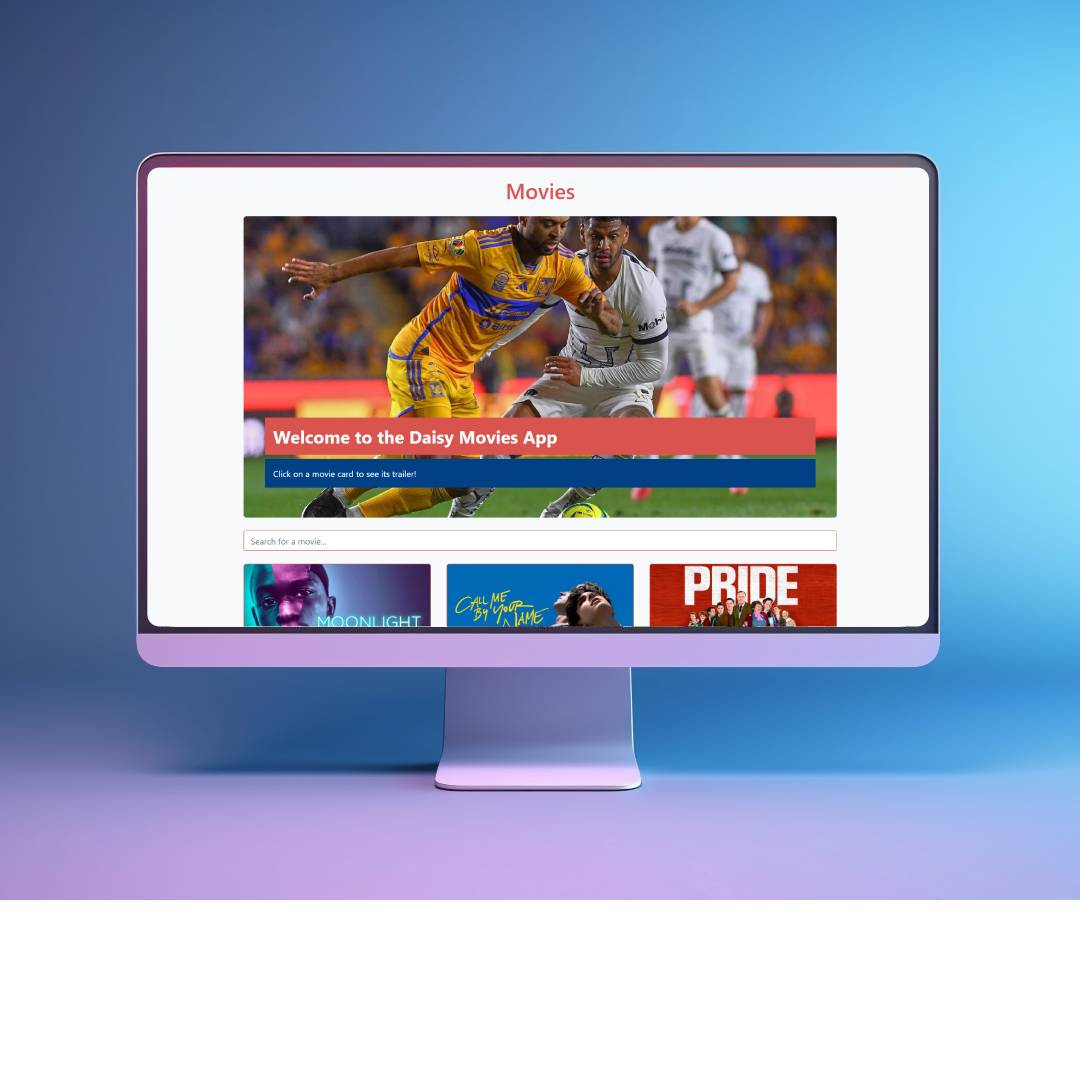 Movies
Mobil
Welcome to the Daisy Movies App
Click on a movie card to see its trailer!
Search for a movie...
MOONLIGHT
CALL ME
BY YOUR
NAME
PRIDE